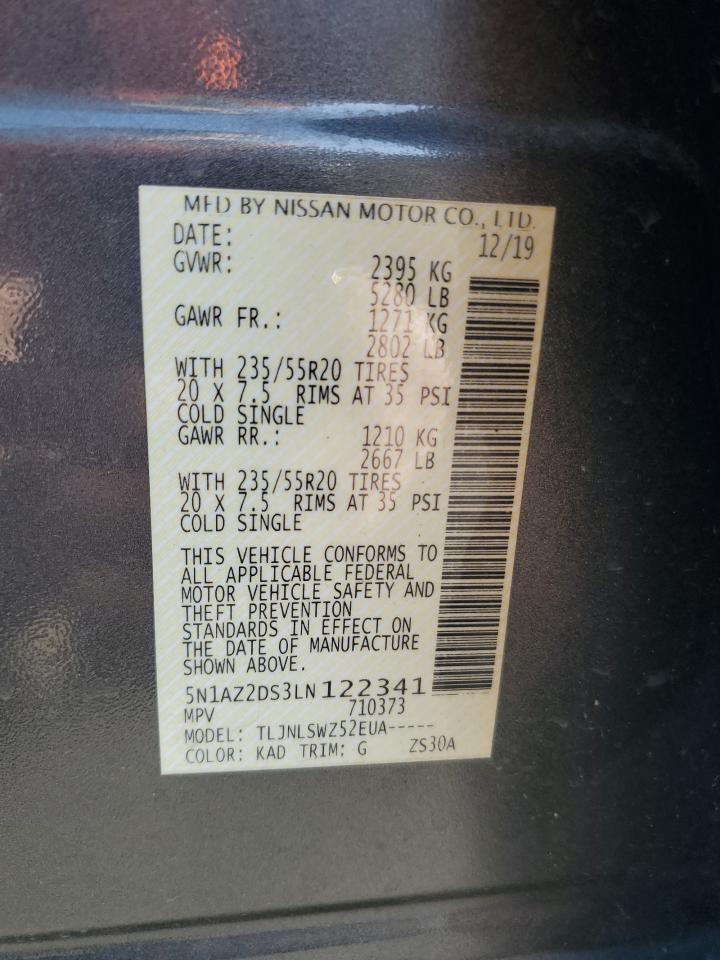 MFD BY NISSAN MOTOR CO., LTD.
DATE: 12/19
GVWR: 2395 KG
5280 LB
GAWR FR.: 1271 KG
2802 LB
WITH 235/55R20 TIRES
20 X 7.5 RIMS AT 35 PSI
COLD SINGLE
GAWR RR.: 1210 KG
2667 LB
WITH 235/55R20 TIRES
20 X 7.5 RIMS AT 35 PSI
COLD SINGLE
THIS VEHICLE CONFORMS TO
ALL APPLICABLE FEDERAL
MOTOR VEHICLE SAFETY AND
THEFT PREVENTION
STANDARDS IN EFFECT ON
THE DATE OF MANUFACTURE
SHOWN ABOVE.
5N1AZ2DS3LN122341
MPV 710373
MODEL: TLJNLSWZ52EUA-----
COLOR: KAD TRIM: G ZS30A